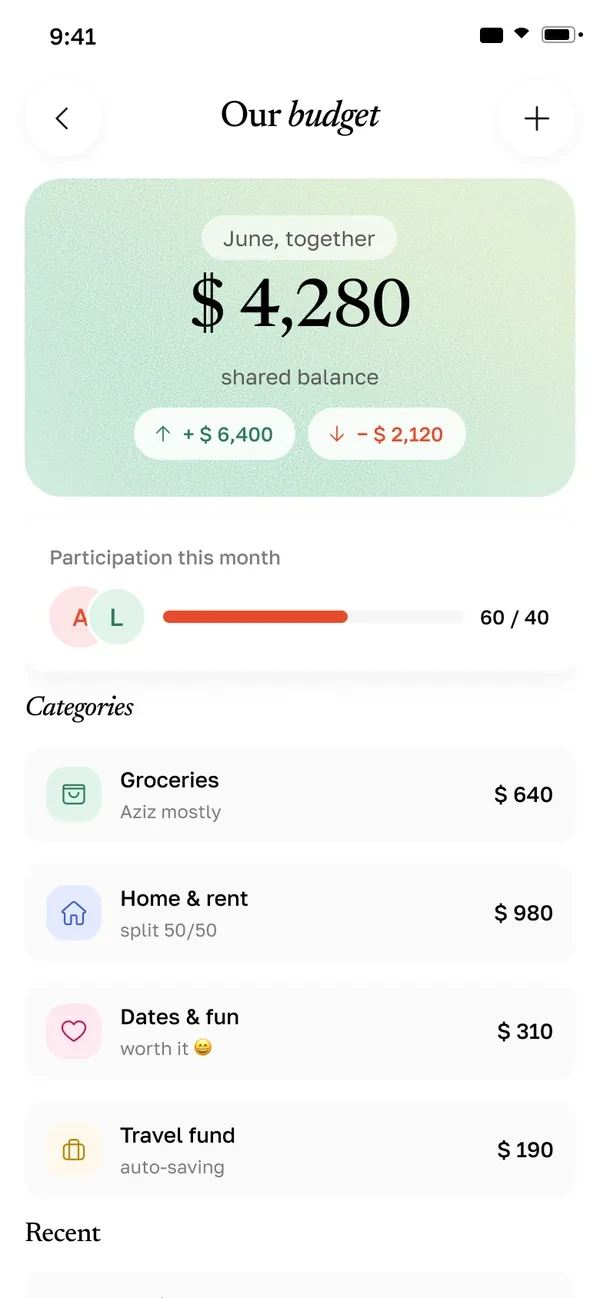 9:41
Our budget
June, together
$ 4,280
shared balance
↑ + $ 6,400
↓ − $ 2,120
Participation this month
A L 60 / 40
Categories
Groceries
Aziz mostly
$ 640
Home & rent
split 50/50
$ 980
Dates & fun
worth it 😄
$ 310
Travel fund
auto-saving
$ 190
Recent